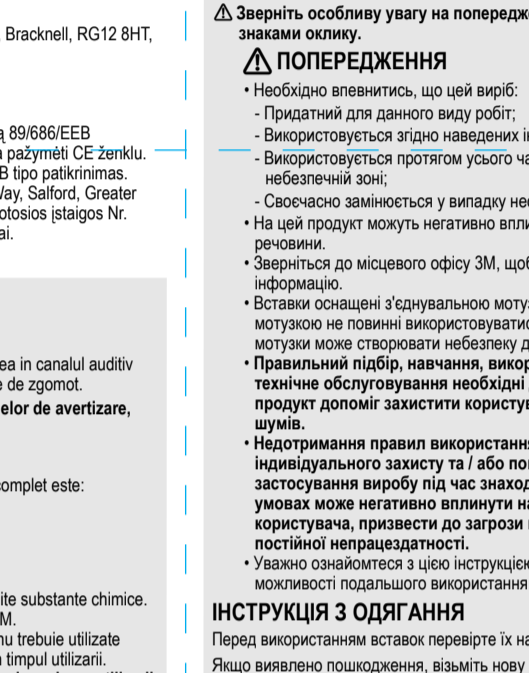 Bracknell, RG12 8HT,
89/686/EEB
pažymėti CE ženklu.
B tipo patikrinimas.
Way, Salford, Greater
otosios įstaigos Nr.
ai.
ea in canalul auditiv
e de zgomot.
elor de avertizare,
complet este:
ite substante chimice.
M.
nu trebuie utilizate
timpul utilizarii.
⚠ Зверніть особливу увагу на попередж
знаками оклику.
⚠ ПОПЕРЕДЖЕННЯ
• Необхідно впевнитись, що цей виріб:
- Придатний для данного виду робіт;
- Використовується згідно наведених ін
- Використовується протягом усього ча
небезпечній зоні;
- Своєчасно замінюється у випадку нео
• На цей продукт можуть негативно впли
речовини.
• Зверніться до місцевого офісу 3М, щоб
інформацію.
• Вставки оснащені з'єднувальною мотуз
мотузкою не повинні використовуватис
мотузки може створювати небезпеку д
• Правильний підбір, навчання, викор
технічне обслуговування необхідні
продукт допоміг захистити користув
шумів.
• Недотримання правил використання
індивідуального захисту та / або пов
застосування виробу під час знаход
умовах може негативно вплинути на
користувача, призвести до загрози
постійної непрацездатності.
• Уважно ознайомтеся з цією інструкцією
можливості подальшого використання
ІНСТРУКЦІЯ З ОДЯГАННЯ
Перед використанням вставок перевірте їх на
Якщо виявлено пошкодження, візьміть нову